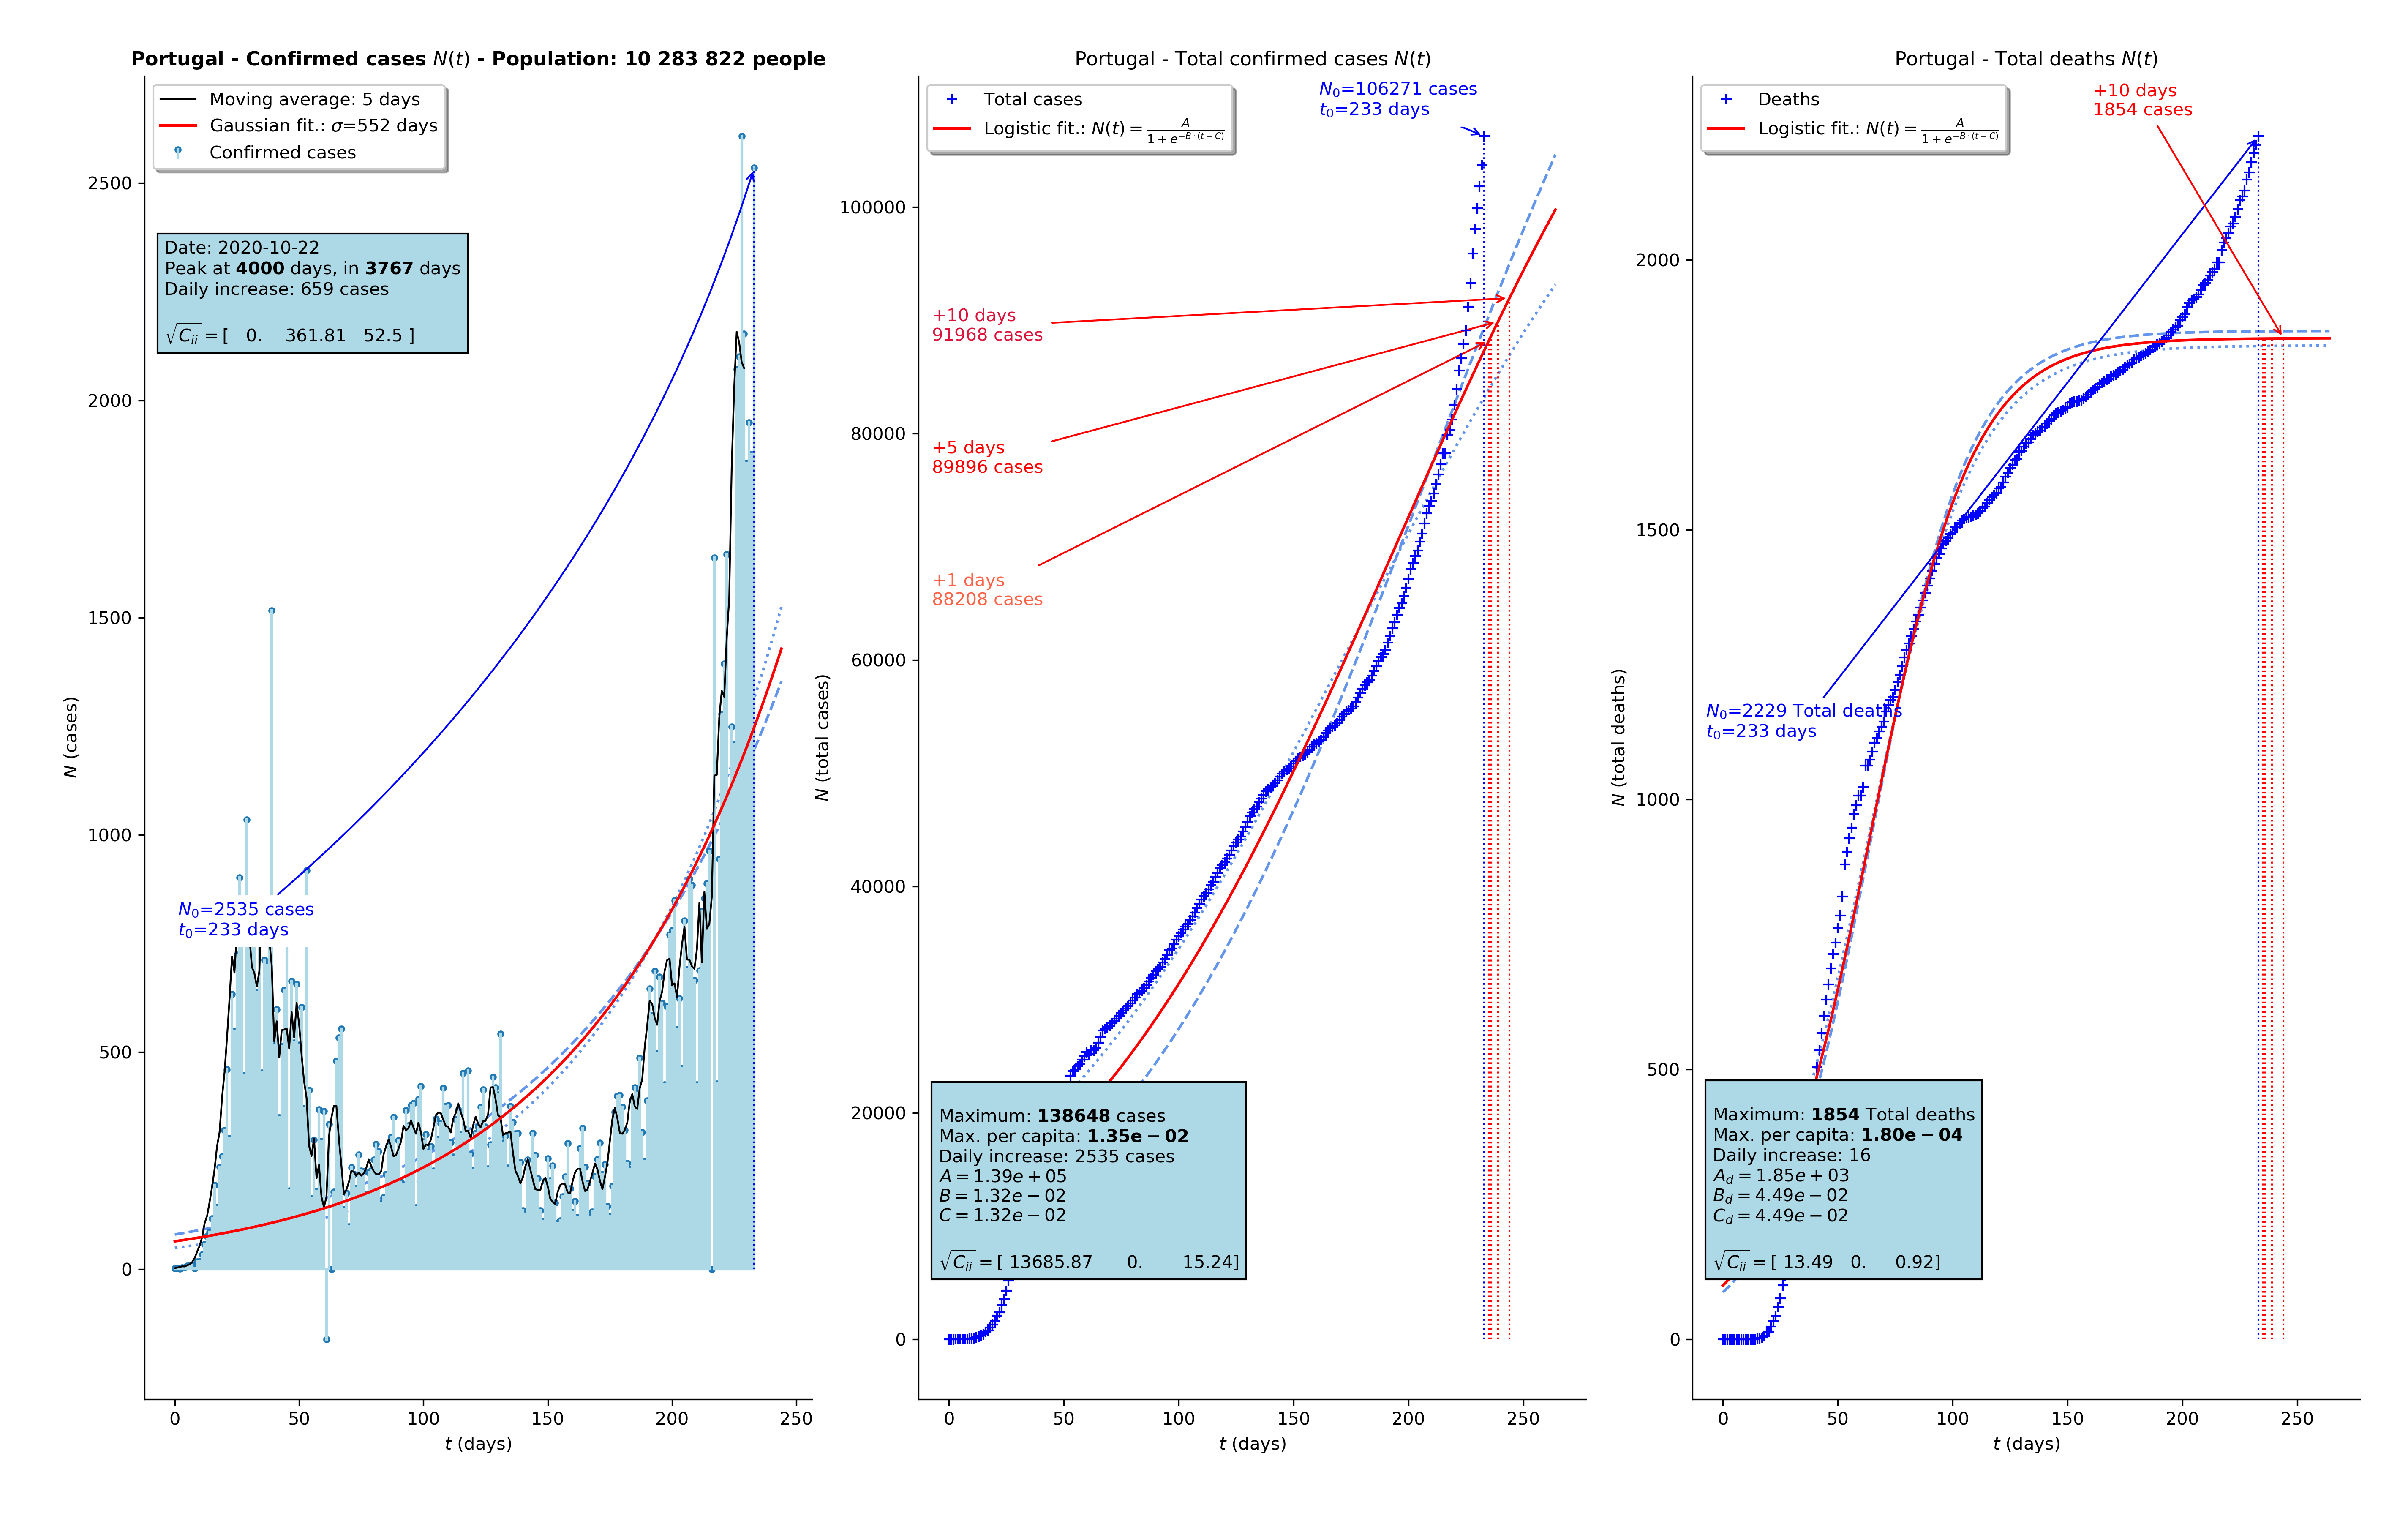 Portugal - Confirmed cases N(t) - Population: 10 283 822 people
Moving average: 5 days
Gaussian fit.: σ=552 days
Confirmed cases
Date: 2020-10-22
Peak at 4000 days, in 3767 days
Daily increase: 659 cases
√C_ii = [ 0. 361.81 52.5 ]
N_0=2535 cases
t_0=233 days
N (cases)
2500
2000
1500
1000
500
0
0 50 100 150 200 250
t (days)
Portugal - Total confirmed cases N(t)
Total cases
Logistic fit.: N(t) = A / (1 + e^{-B·(t-C)})
N_0=106271 cases
t_0=233 days
+10 days
91968 cases
+5 days
89896 cases
+1 days
88208 cases
Maximum: 138648 cases
Max. per capita: 1.35e − 02
Daily increase: 2535 cases
A = 1.39e + 05
B = 1.32e − 02
C = 1.32e − 02
√C_ii = [ 13685.87 0. 15.24]
N (total cases)
100000
80000
60000
40000
20000
0
0 50 100 150 200 250
t (days)
Portugal - Total deaths N(t)
Deaths
Logistic fit.: N(t) = A / (1 + e^{-B·(t-C)})
+10 days
1854 cases
N_0=2229 Total deaths
t_0=233 days
Maximum: 1854 Total deaths
Max. per capita: 1.80e − 04
Daily increase: 16
A_d = 1.85e + 03
B_d = 4.49e − 02
C_d = 4.49e − 02
√C_ii = [ 13.49 0. 0.92]
N (total deaths)
2000
1500
1000
500
0
0 50 100 150 200 250
t (days)